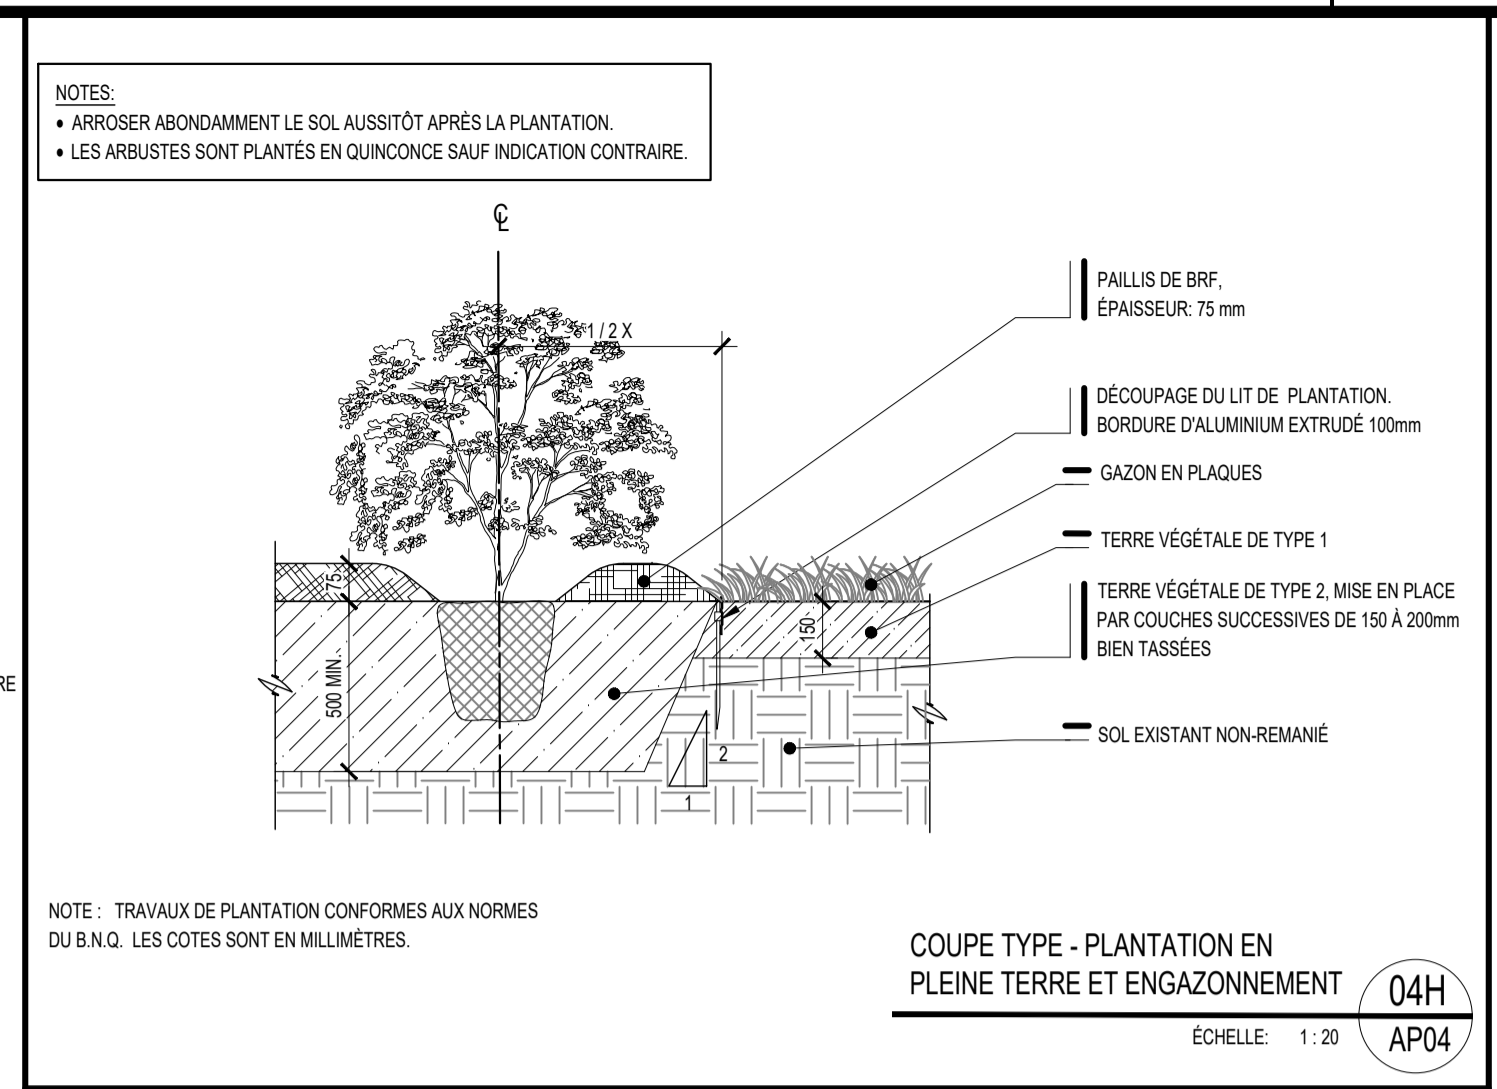 NOTES:
• ARROSER ABONDAMMENT LE SOL AUSSITÔT APRÈS LA PLANTATION.
• LES ARBUSTES SONT PLANTÉS EN QUINCONCE SAUF INDICATION CONTRAIRE.
℄
1 / 2 X
PAILLIS DE BRF,
ÉPAISSEUR: 75 mm
DÉCOUPAGE DU LIT DE PLANTATION.
BORDURE D'ALUMINIUM EXTRUDÉ 100mm
GAZON EN PLAQUES
TERRE VÉGÉTALE DE TYPE 1
TERRE VÉGÉTALE DE TYPE 2, MISE EN PLACE
PAR COUCHES SUCCESSIVES DE 150 À 200mm
BIEN TASSÉES
SOL EXISTANT NON-REMANIÉ
75
500 MIN.
150
2
1
RE
NOTE : TRAVAUX DE PLANTATION CONFORMES AUX NORMES
DU B.N.Q. LES COTES SONT EN MILLIMÈTRES.
COUPE TYPE - PLANTATION EN
PLEINE TERRE ET ENGAZONNEMENT
ÉCHELLE: 1 : 20
04H
AP04